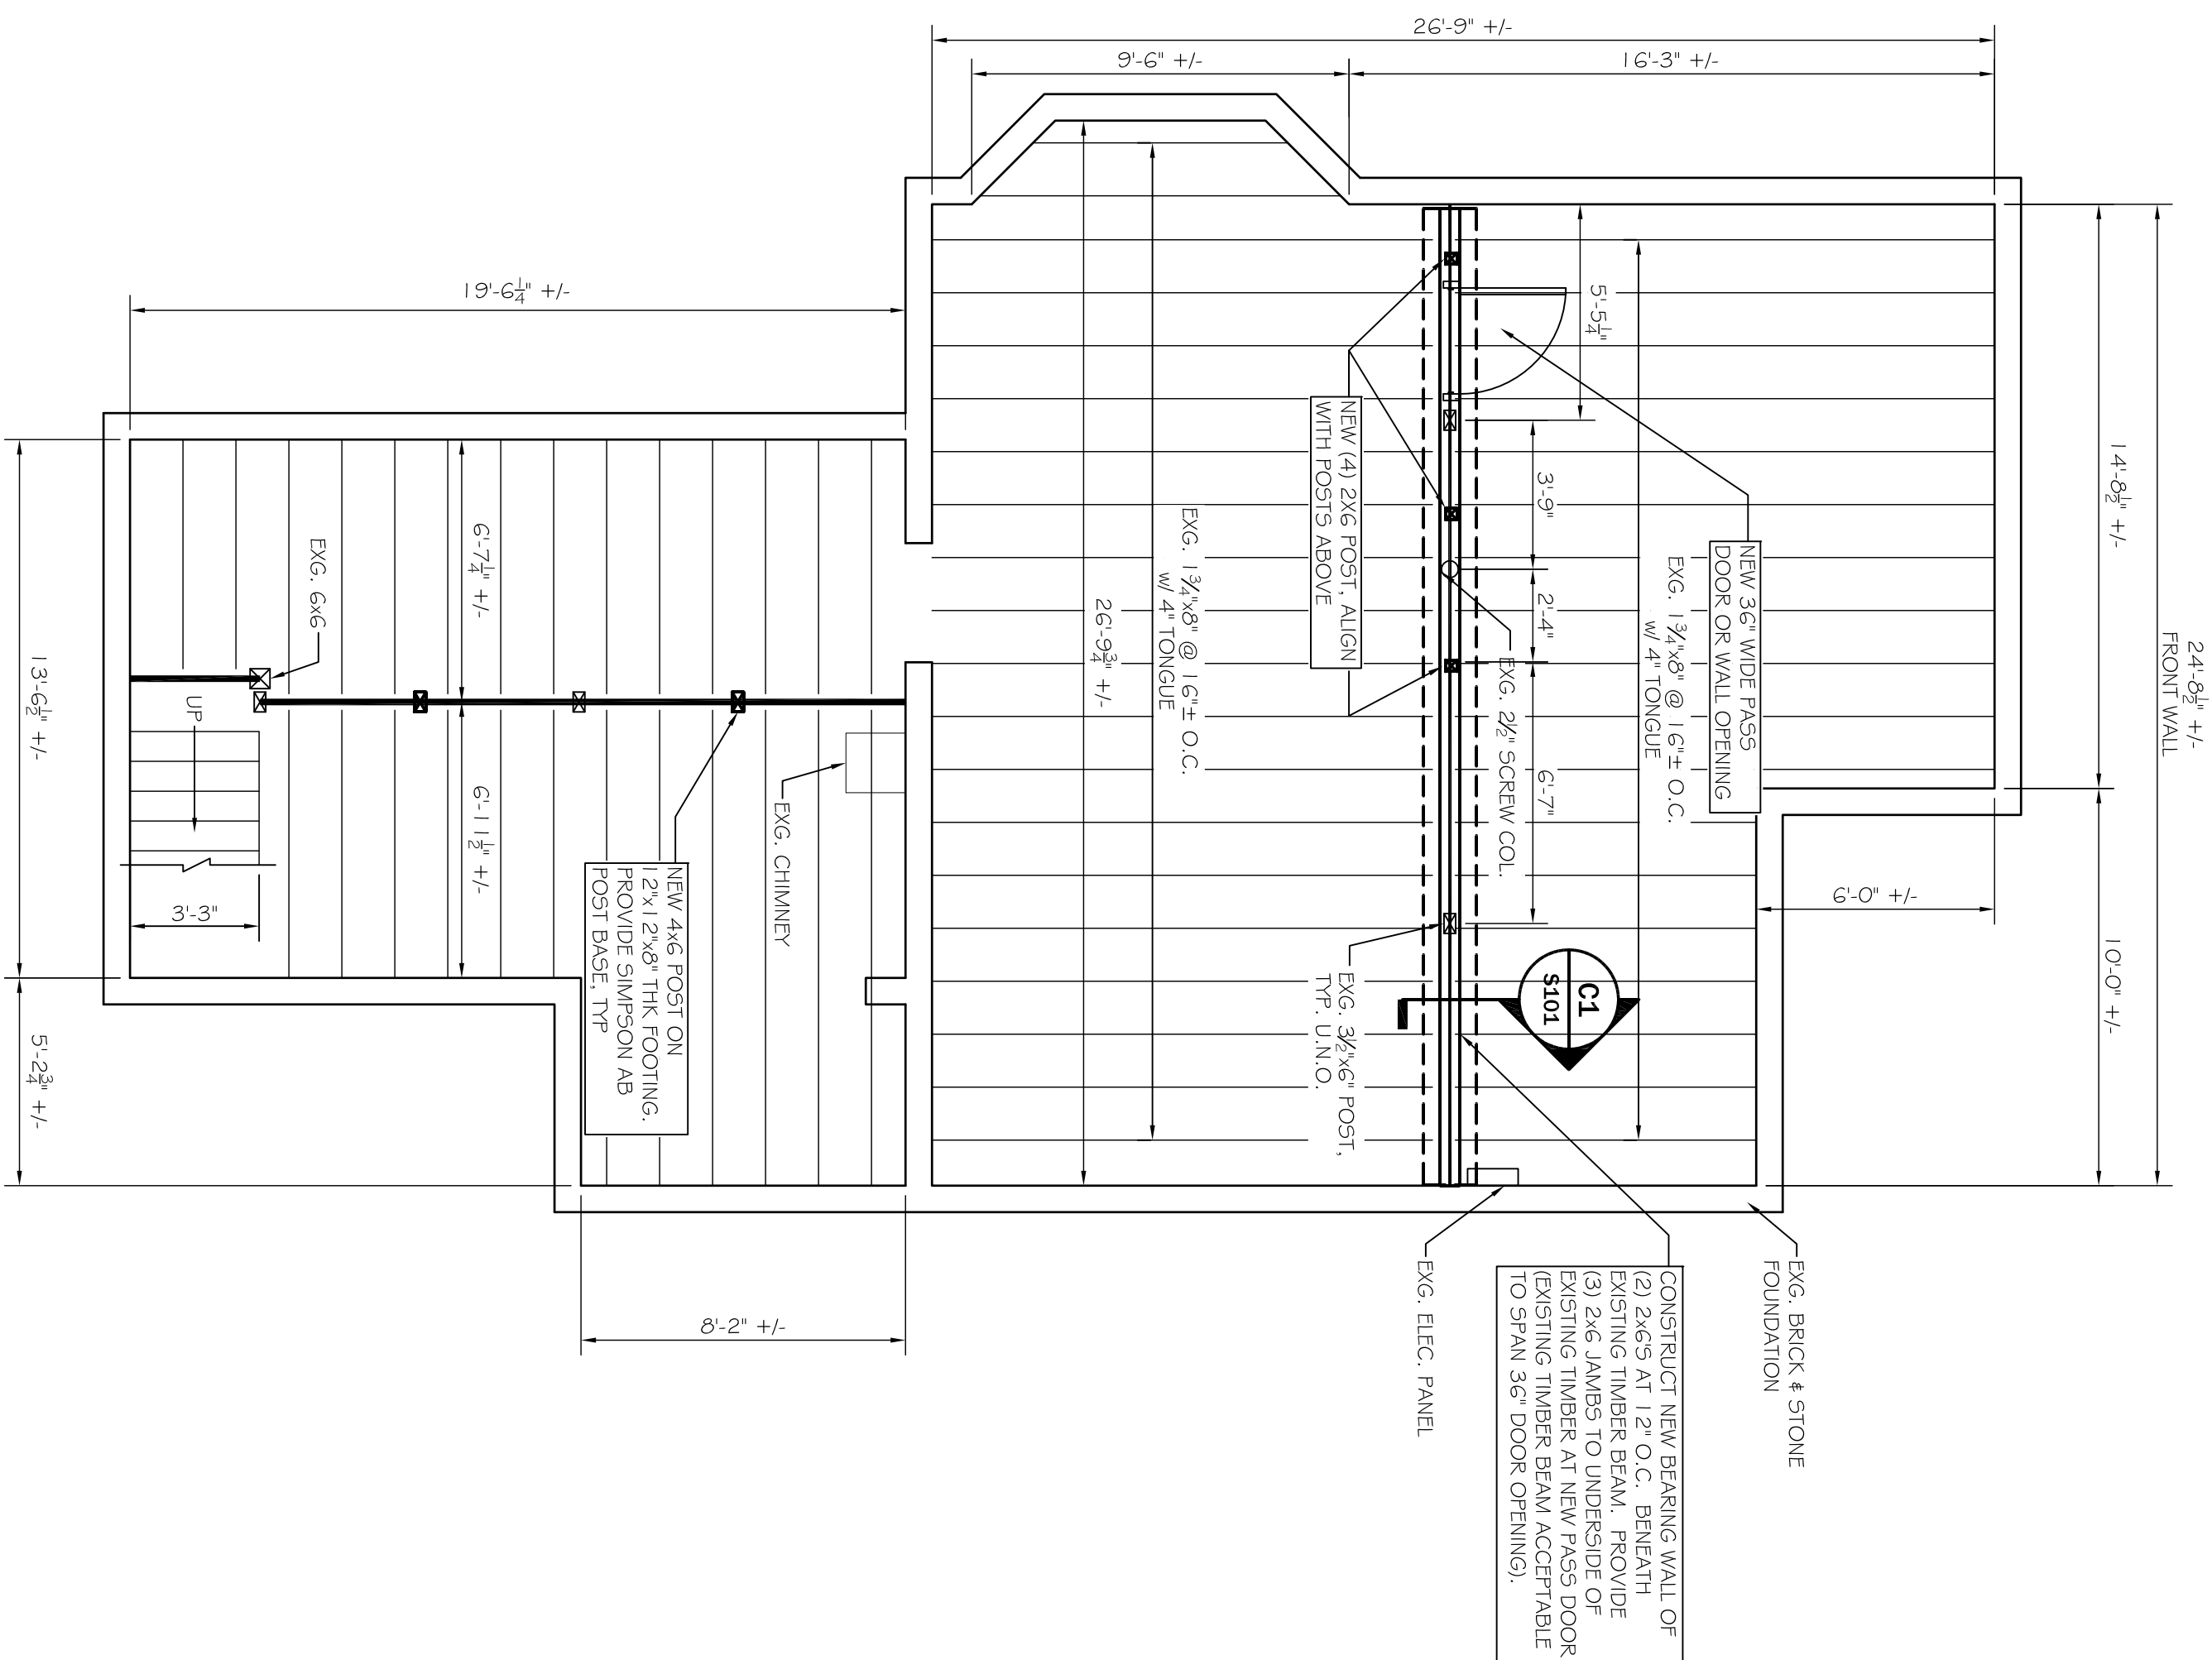 24'-8½" +/-
FRONT WALL
14'-8½" +/-
10'-0" +/-
26'-9" +/-
9'-6" +/-
16'-3" +/-
6'-0" +/-
NEW 36" WIDE PASS
DOOR OR WALL OPENING
EXG. 1¾"x8" @ 16"± O.C.
w/ 4" TONGUE
5'-5¼"
3'-9"
2'-4"
6'-7"
EXG. 2½" SCREW COL.
C1
S101
NEW (4) 2X6 POST, ALIGN
WITH POSTS ABOVE
EXG. 3½"x6" POST,
TYP. U.N.O.
EXG. 1¾"x8" @ 16"± O.C.
w/ 4" TONGUE
26'-9¾" +/-
EXG. BRICK & STONE
FOUNDATION
CONSTRUCT NEW BEARING WALL OF
(2) 2x6'S AT 12" O.C. BENEATH
EXISTING TIMBER BEAM. PROVIDE
(3) 2x6 JAMBS TO UNDERSIDE OF
EXISTING TIMBER AT NEW PASS DOOR
(EXISTING TIMBER BEAM ACCEPTABLE
TO SPAN 36" DOOR OPENING).
EXG. ELEC. PANEL
19'-6¼" +/-
EXG. CHIMNEY
NEW 4x6 POST ON
12"x12"x8" THK FOOTING.
PROVIDE SIMPSON AB
POST BASE, TYP
6'-7¼" +/-
6'-11½" +/-
EXG. 6x6
UP
3'-3"
8'-2" +/-
13'-6½" +/-
5'-2¾" +/-